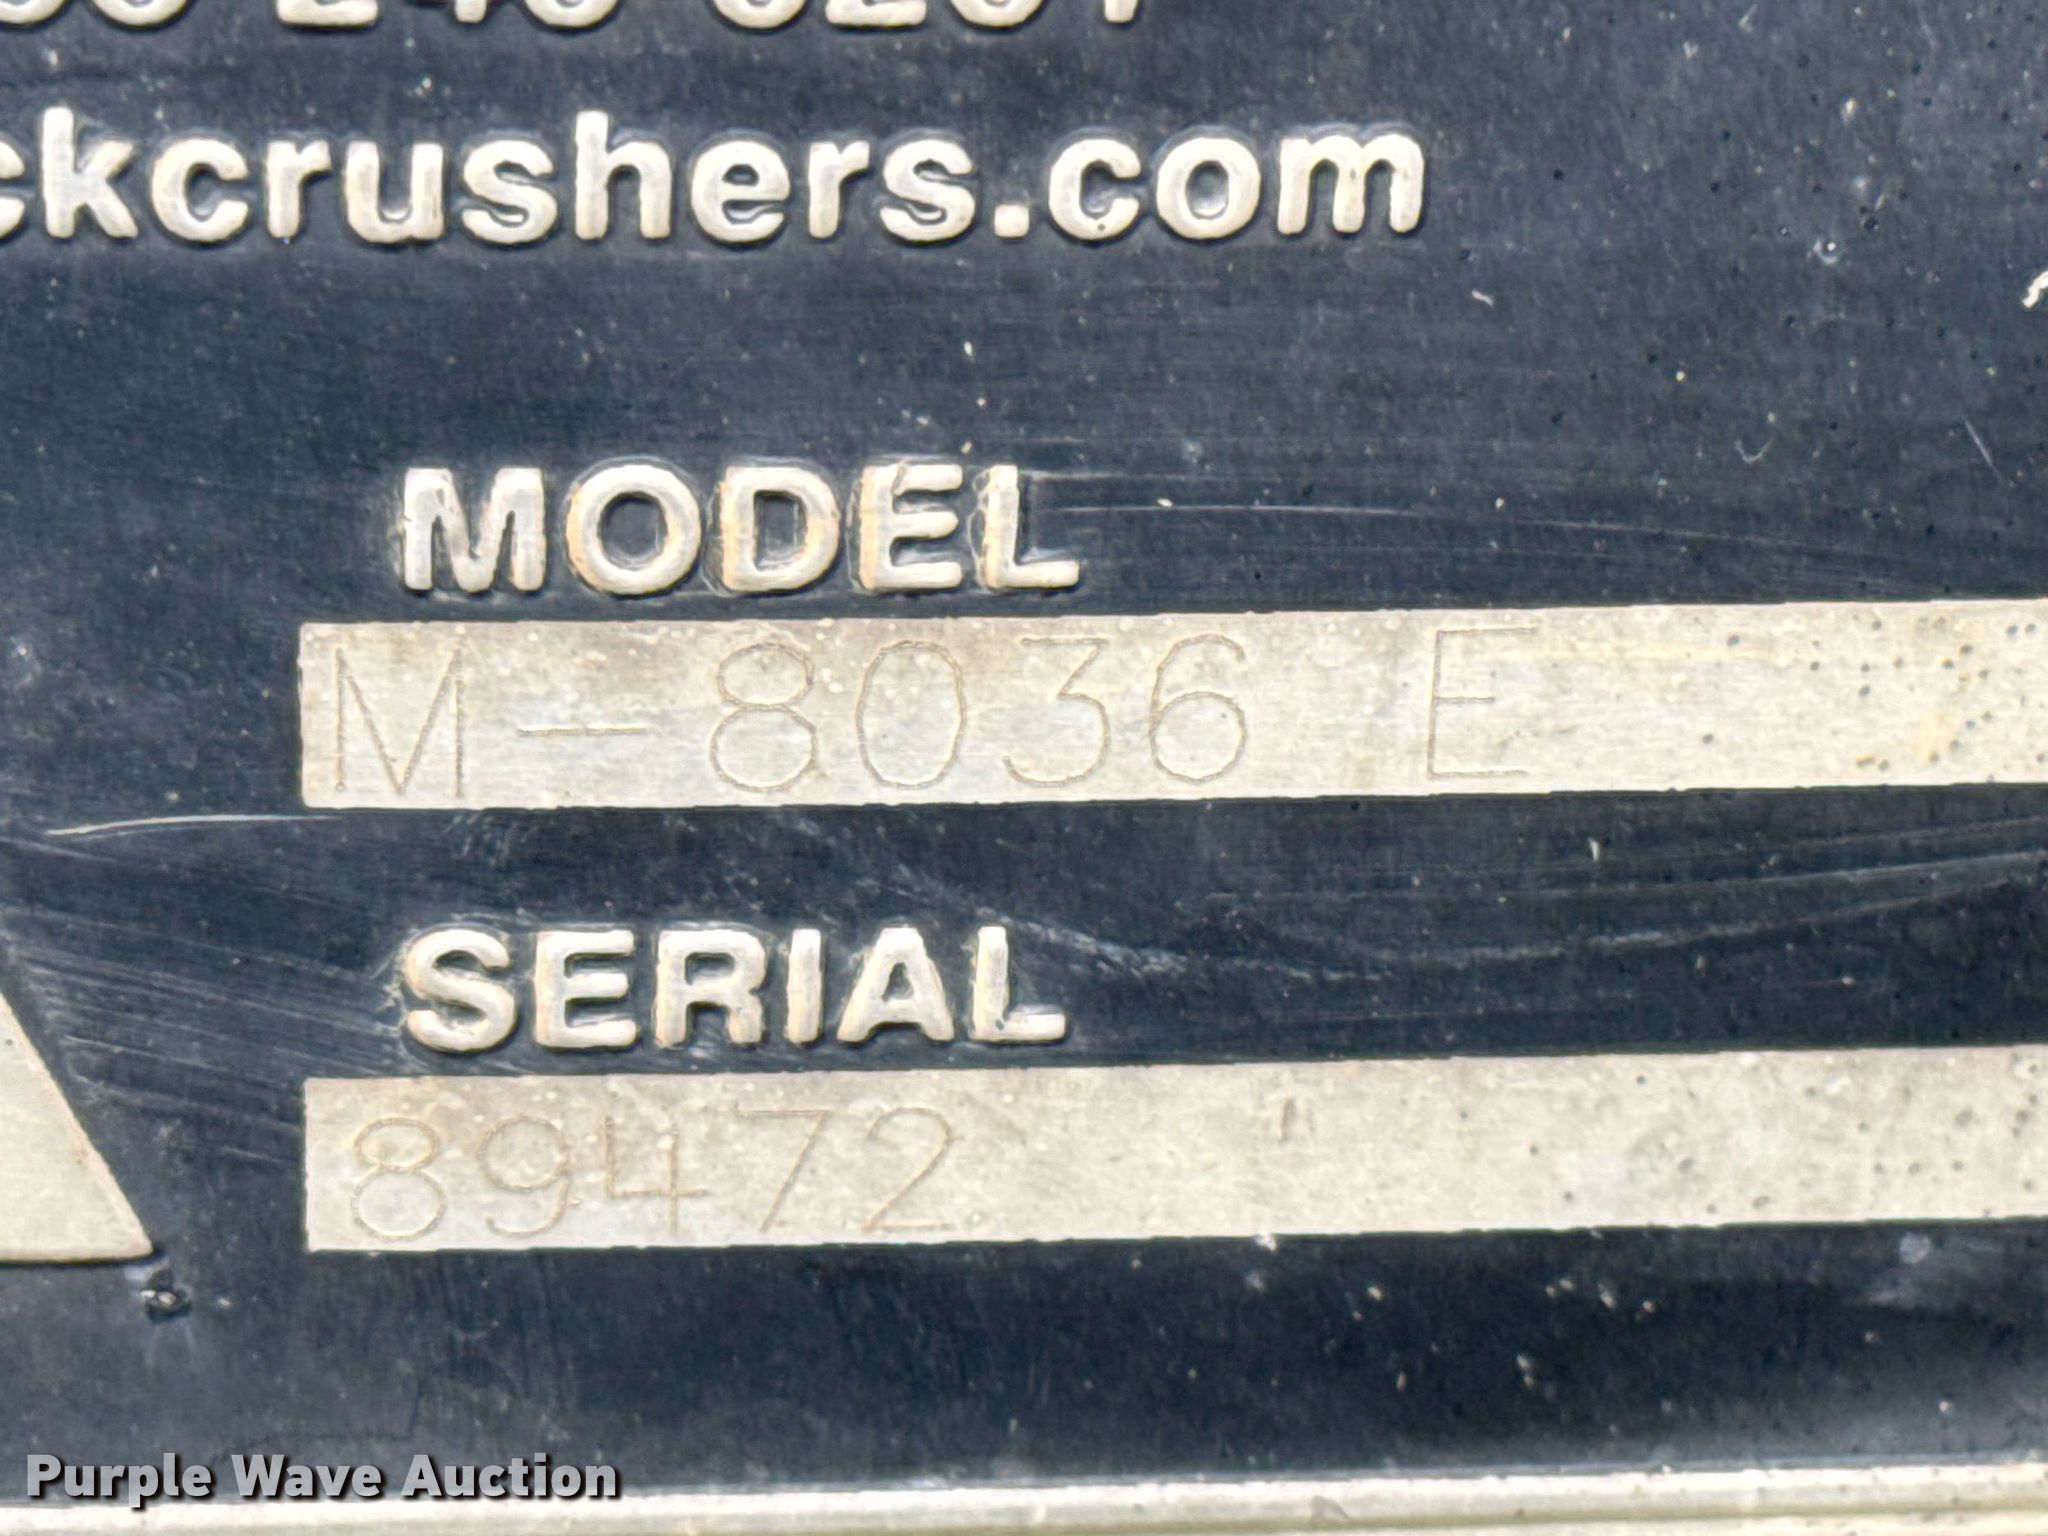 ckcrushers.com
MODEL
M-8036 E
SERIAL
89472
Purple Wave Auction